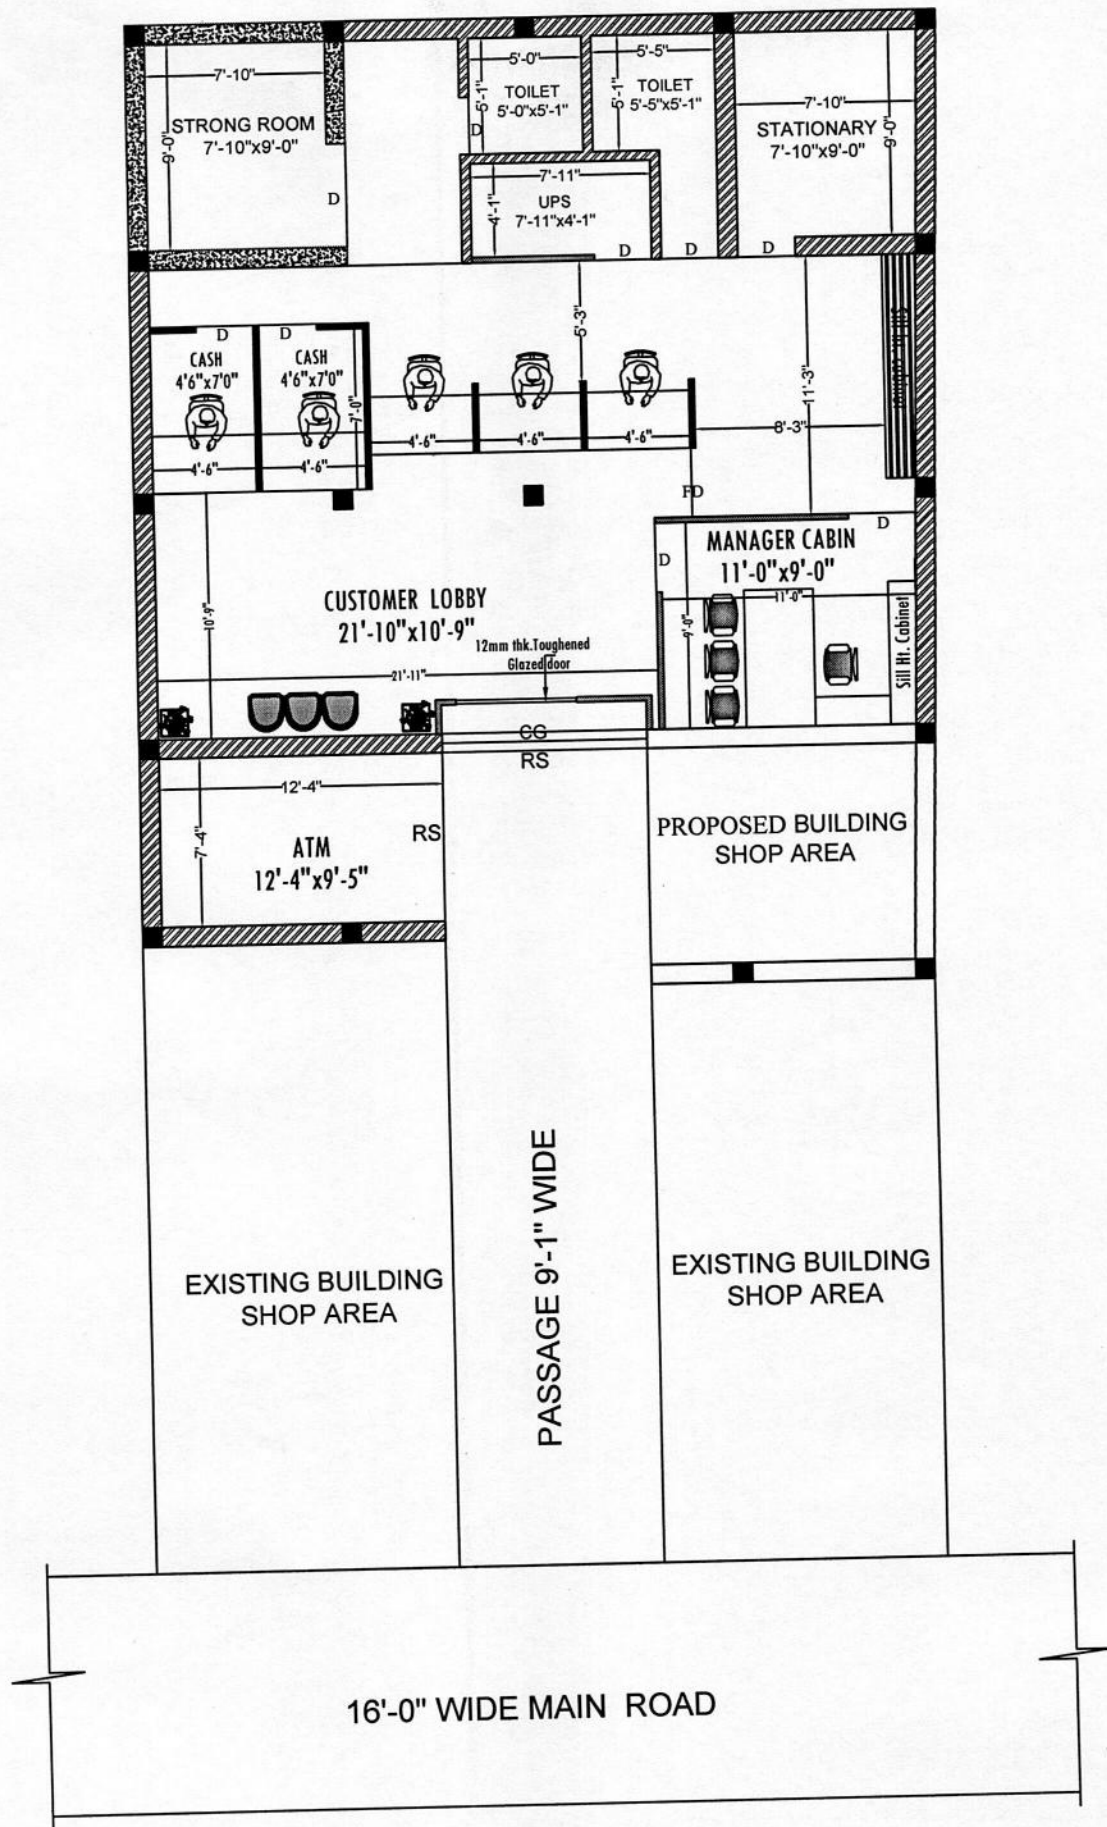 7'-10"
9'-0"
STRONG ROOM
7'-10"x9'-0"
D
5'-0"
5'-1"
TOILET
5'-0"x5'-1"
D
5'-5"
5'-1"
TOILET
5'-5"x5'-1"
7'-10"
9'-0"
STATIONARY
7'-10"x9'-0"
7'-11"
4'-1"
UPS
7'-11"x4'-1"
D
D
D
D
CASH
4'6"x7'0"
4'-6"
D
CASH
4'6"x7'0"
7'-0"
4'-6"
5'-3"
4'-6"
4'-6"
4'-6"
11'-3"
8'-3"
FD
D
D
MANAGER CABIN
11'-0"x9'-0"
11'-0"
9'-0"
Sill Ht. Cabinet
CUSTOMER LOBBY
21'-10"x10'-9"
10'-9"
12mm thk.Toughened
Glazed door
21'-11"
CG
RS
12'-4"
7'-4"
ATM
12'-4"x9'-5"
RS
PROPOSED BUILDING
SHOP AREA
EXISTING BUILDING
SHOP AREA
PASSAGE 9'-1" WIDE
EXISTING BUILDING
SHOP AREA
16'-0" WIDE MAIN ROAD